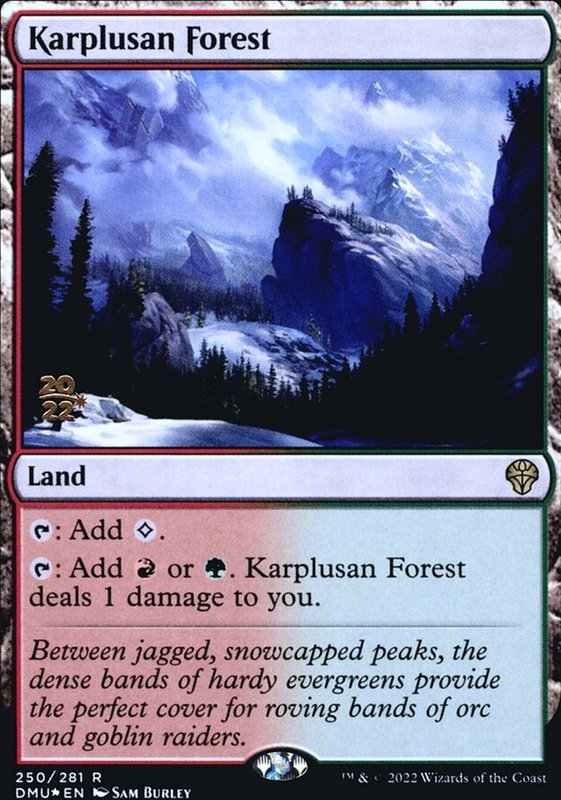 Karplusan Forest
20
22
Land
: Add .
: Add or . Karplusan Forest
deals 1 damage to you.
Between jagged, snowcapped peaks, the
dense bands of hardy evergreens provide
the perfect cover for roving bands of orc
and goblin raiders.
250/281 R
DMU★EN Sam Burley
™ & © 2022 Wizards of the Coast